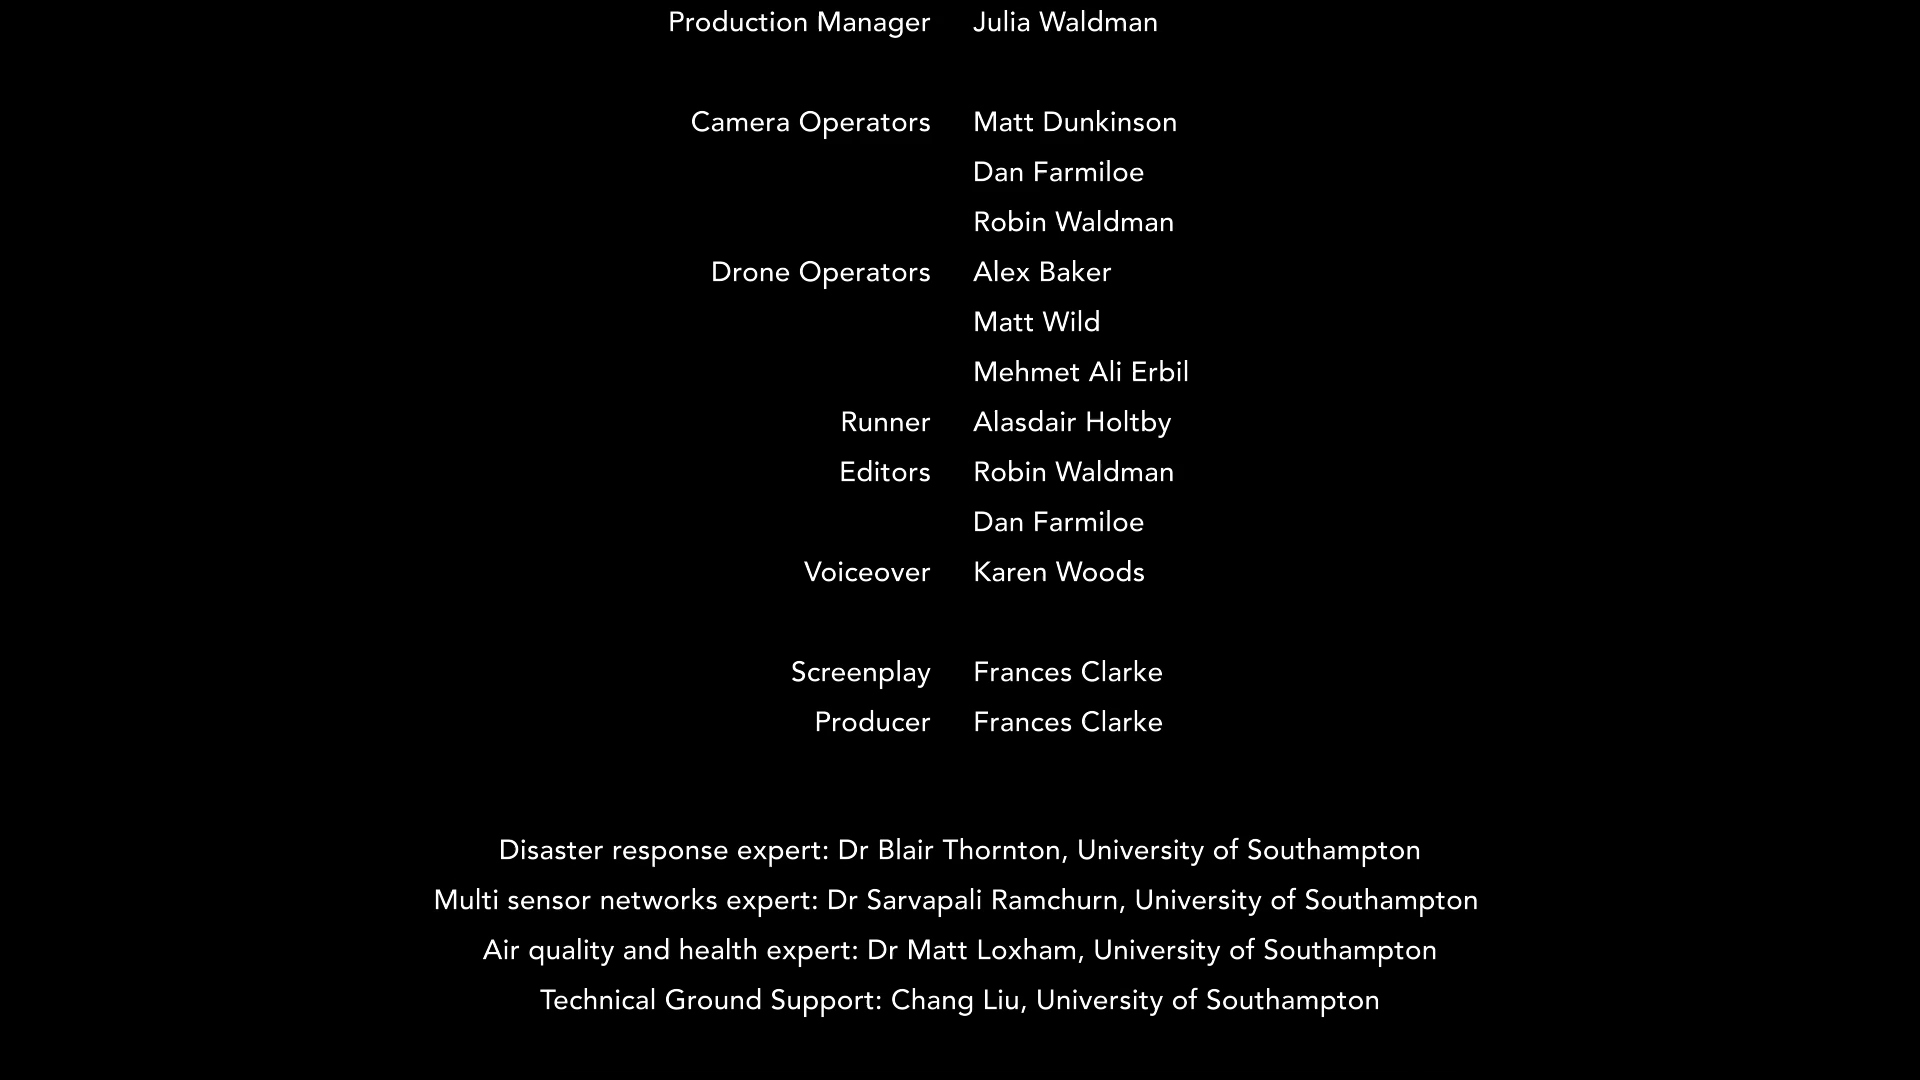 Production Manager Julia Waldman
Camera Operators Matt Dunkinson
Dan Farmiloe
Robin Waldman
Drone Operators Alex Baker
Matt Wild
Mehmet Ali Erbil
Runner Alasdair Holtby
Editors Robin Waldman
Dan Farmiloe
Voiceover Karen Woods
Screenplay Frances Clarke
Producer Frances Clarke
Disaster response expert: Dr Blair Thornton, University of Southampton
Multi sensor networks expert: Dr Sarvapali Ramchurn, University of Southampton
Air quality and health expert: Dr Matt Loxham, University of Southampton
Technical Ground Support: Chang Liu, University of Southampton